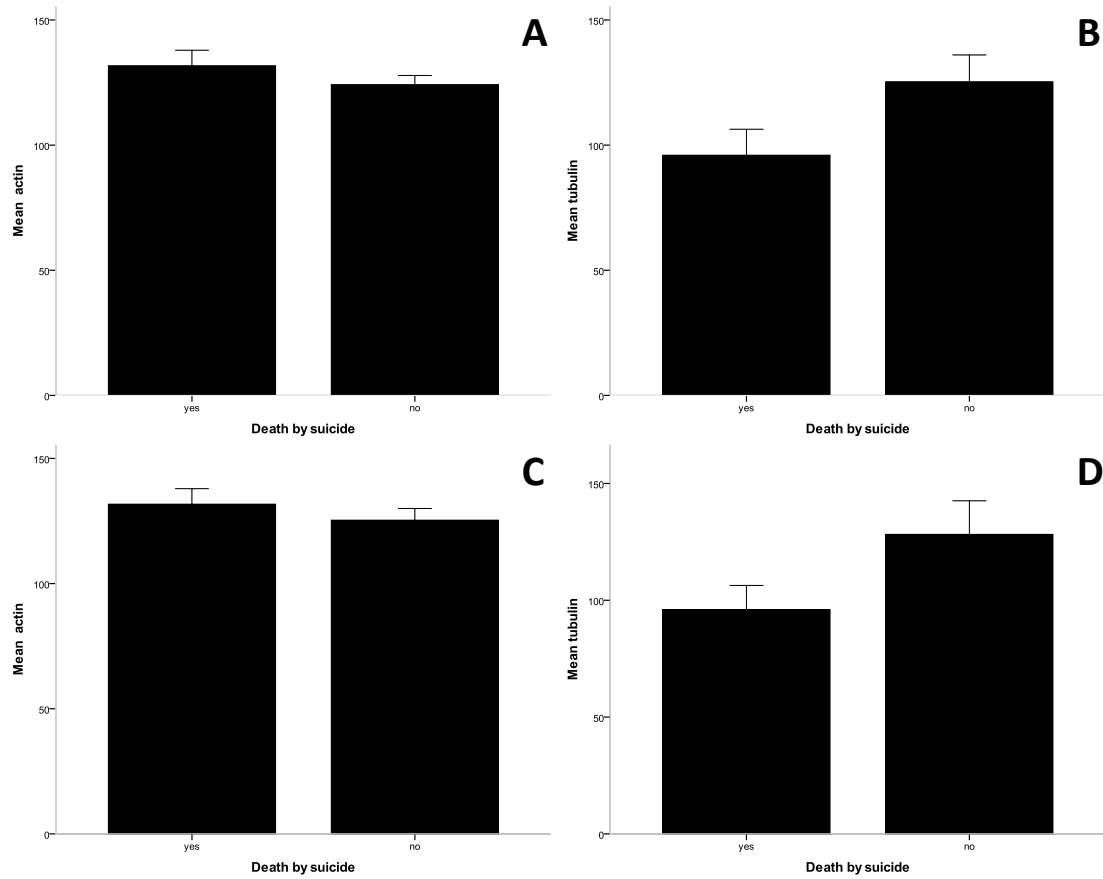 A
150
100
50
0
Mean actin
yes no
Death by suicide
B
150
100
50
0
Mean tubulin
yes no
Death by suicide
C
150
100
50
0
Mean actin
yes no
Death by suicide
D
150
100
50
0
Mean tubulin
yes no
Death by suicide